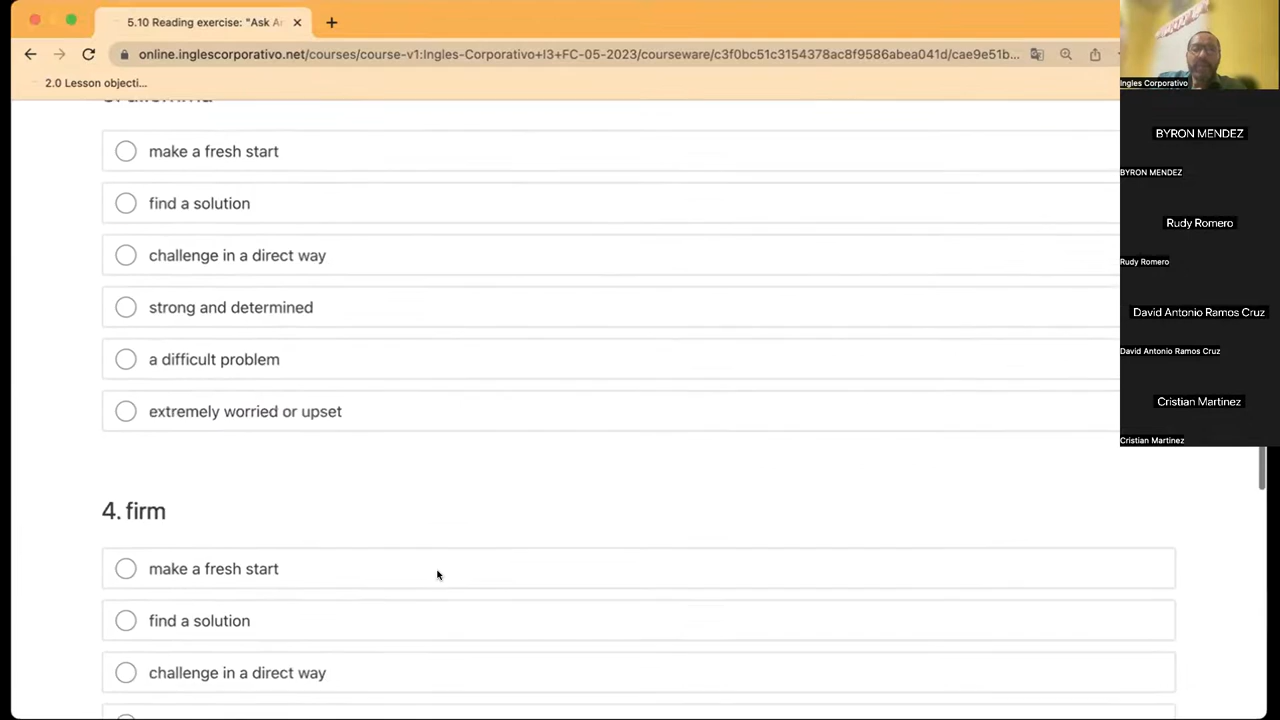 5.10 Reading exercise: "Ask Ar
online.inglescorporativo.net/courses/course-v1:Ingles-Corporativo+I3+FC-05-2023/courseware/c3f0bc51c3154378ac8f9586abea041d/cae9e51b...
2.0 Lesson objecti...
make a fresh start
find a solution
challenge in a direct way
strong and determined
a difficult problem
extremely worried or upset
4. firm
make a fresh start
find a solution
challenge in a direct way
Ingles Corporativo
BYRON MENDEZ
BYRON MENDEZ
Rudy Romero
Rudy Romero
David Antonio Ramos Cruz
David Antonio Ramos Cruz
Cristian Martinez
Cristian Martinez